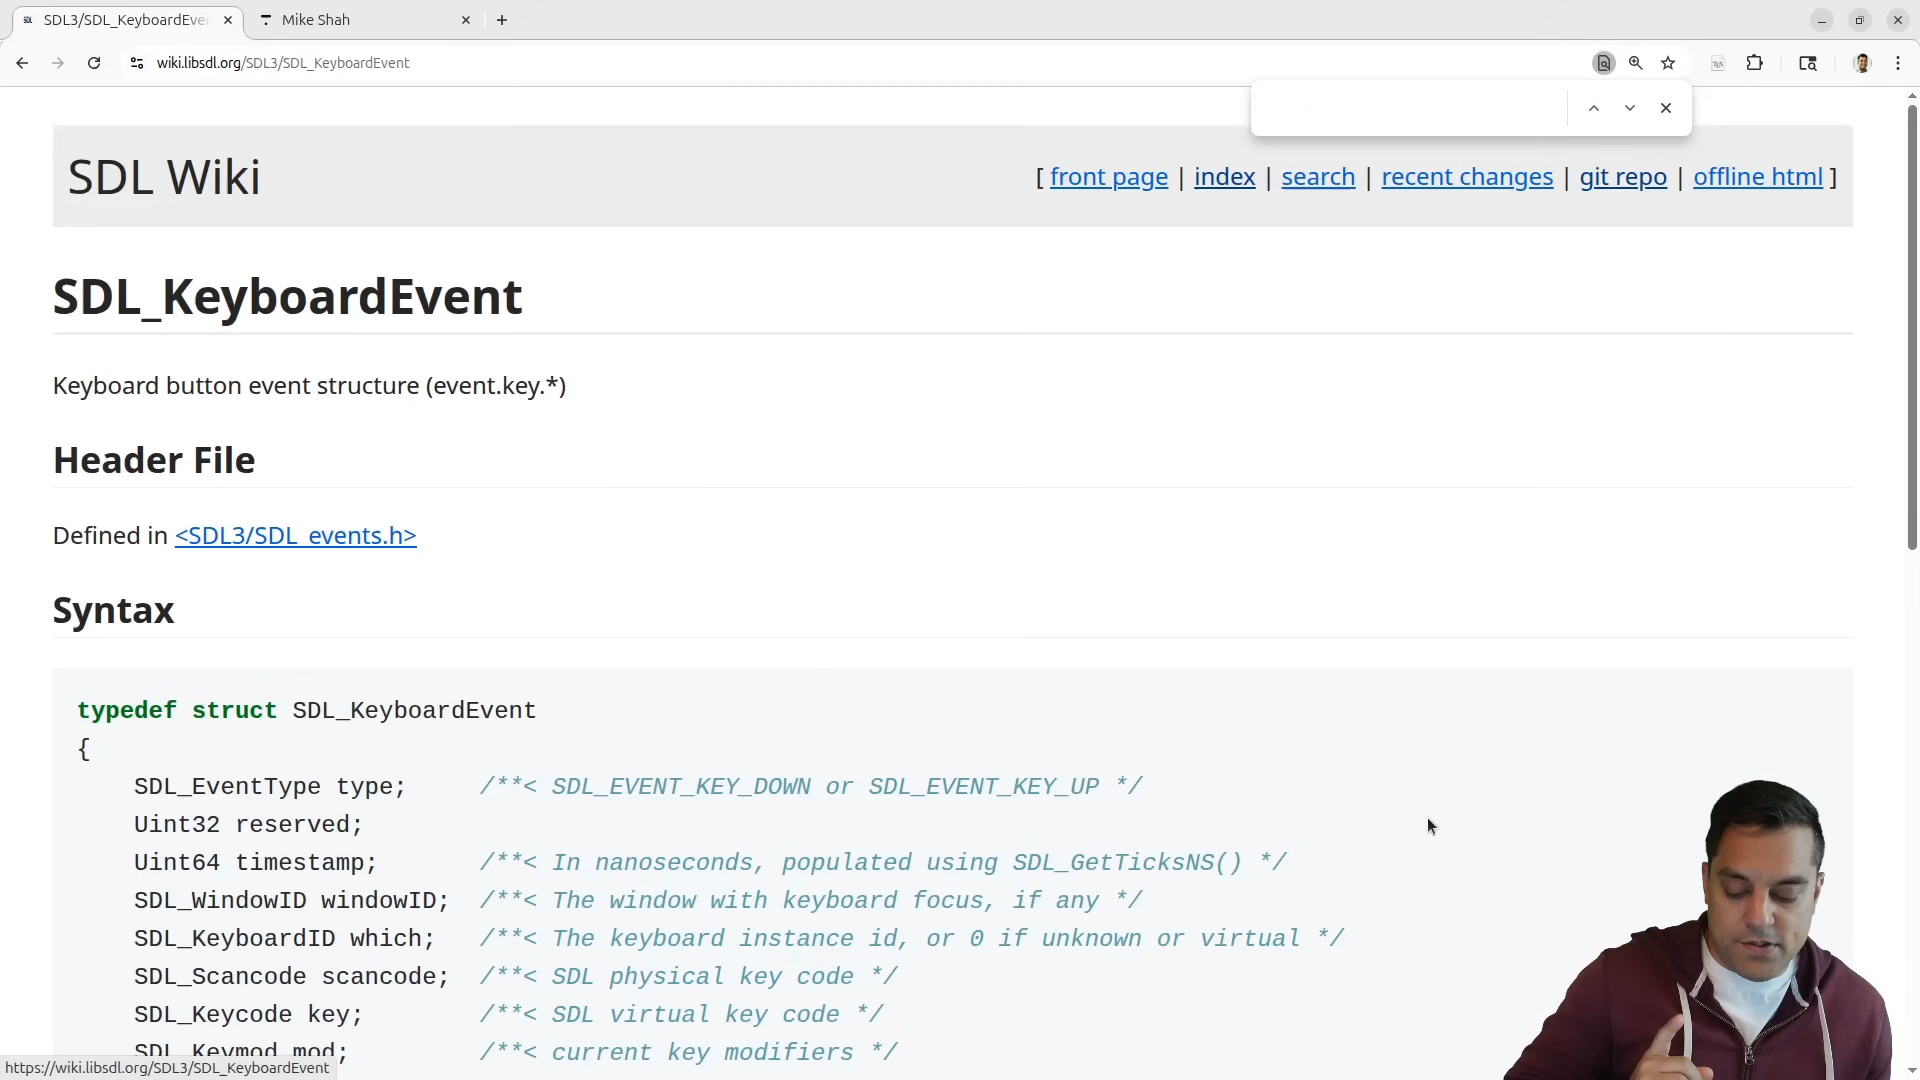 SDL3/SDL_KeyboardEve
Mike Shah
wiki.libsdl.org/SDL3/SDL_KeyboardEvent
SDL Wiki
[ front page | index | search | recent changes | git repo | offline html ]
SDL_KeyboardEvent
Keyboard button event structure (event.key.*)
Header File
Defined in <SDL3/SDL_events.h>
Syntax
typedef struct SDL_KeyboardEvent
{
SDL_EventType type; /**< SDL_EVENT_KEY_DOWN or SDL_EVENT_KEY_UP */
Uint32 reserved;
Uint64 timestamp; /**< In nanoseconds, populated using SDL_GetTicksNS() */
SDL_WindowID windowID; /**< The window with keyboard focus, if any */
SDL_KeyboardID which; /**< The keyboard instance id, or 0 if unknown or virtual */
SDL_Scancode scancode; /**< SDL physical key code */
SDL_Keycode key; /**< SDL virtual key code */
SDL_Keymod mod; /**< current key modifiers */
https://wiki.libsdl.org/SDL3/SDL_KeyboardEvent